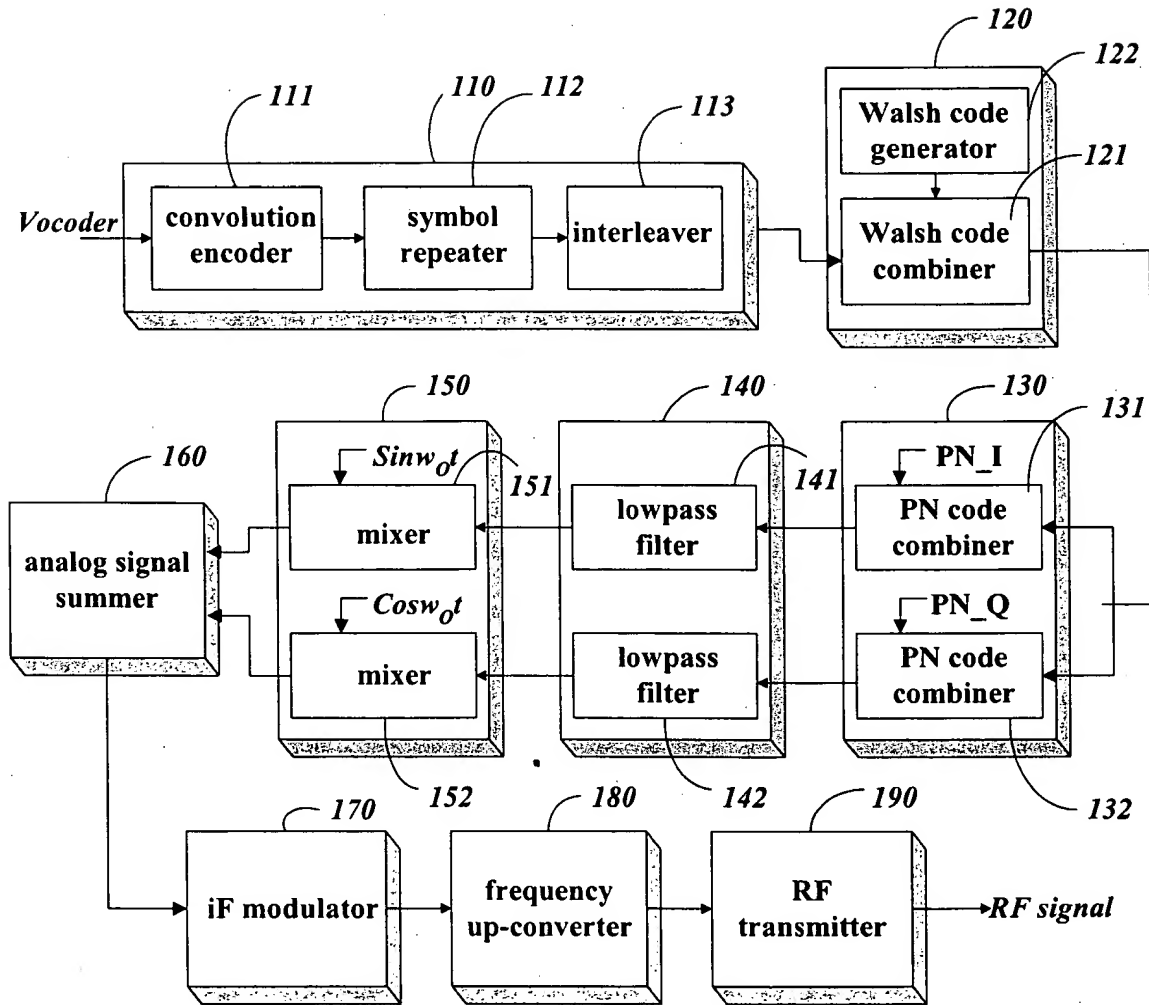 120
122
111
110
112
113
Walsh code
generator
121
Vocoder
convolution
encoder
symbol
repeater
interleaver
Walsh code
combiner
150
140
130
131
160
Sinw_Ot
151
141
PN_I
analog signal
summer
mixer
lowpass
filter
PN code
combiner
Cosw_Ot
PN_Q
mixer
lowpass
filter
PN code
combiner
170
152
180
142
190
132
iF modulator
frequency
up-converter
RF
transmitter
RF signal